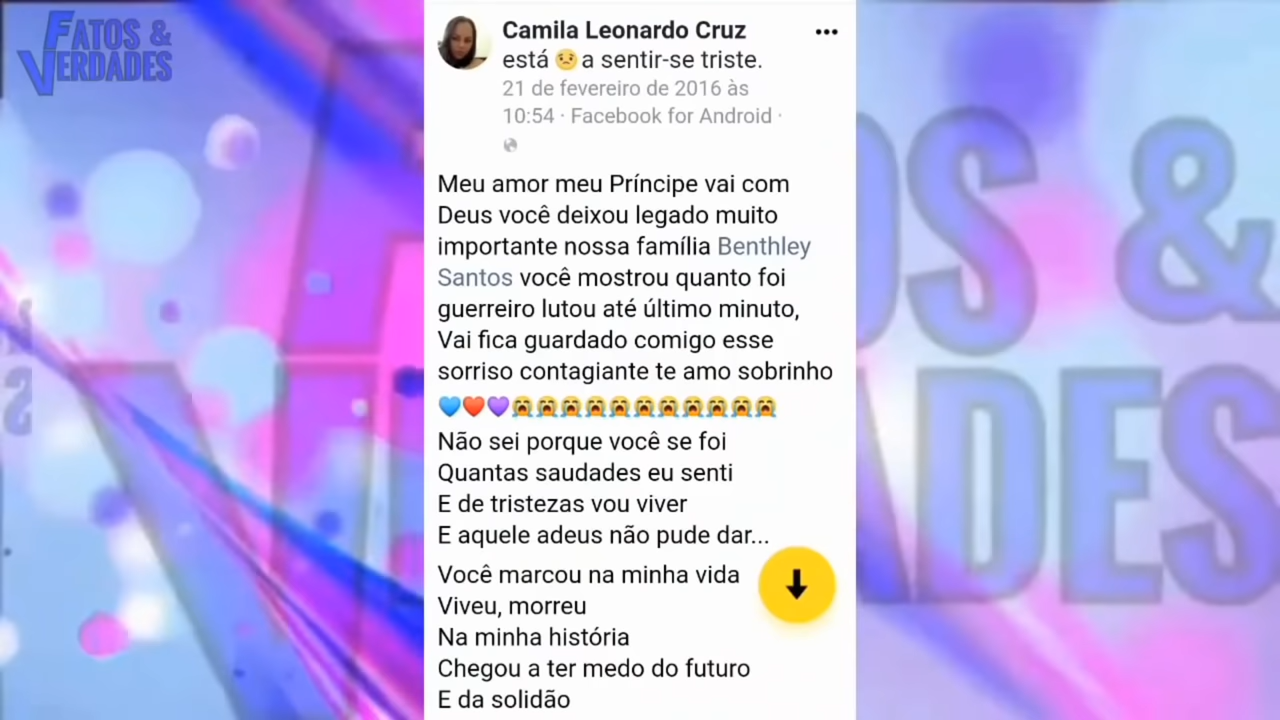 FATOS &
VERDADES
Camila Leonardo Cruz
está 😟 a sentir-se triste.
21 de fevereiro de 2016 às
10:54 · Facebook for Android ·
Meu amor meu Príncipe vai com
Deus você deixou legado muito
importante nossa família Benthley
Santos você mostrou quanto foi
guerreiro lutou até último minuto,
Vai fica guardado comigo esse
sorriso contagiante te amo sobrinho
💙❤️💜😭😭😭😭😭😭😭😭😭😭😭
Não sei porque você se foi
Quantas saudades eu senti
E de tristezas vou viver
E aquele adeus não pude dar...
Você marcou na minha vida
Viveu, morreu
Na minha história
Chegou a ter medo do futuro
E da solidão
OS &
ADES